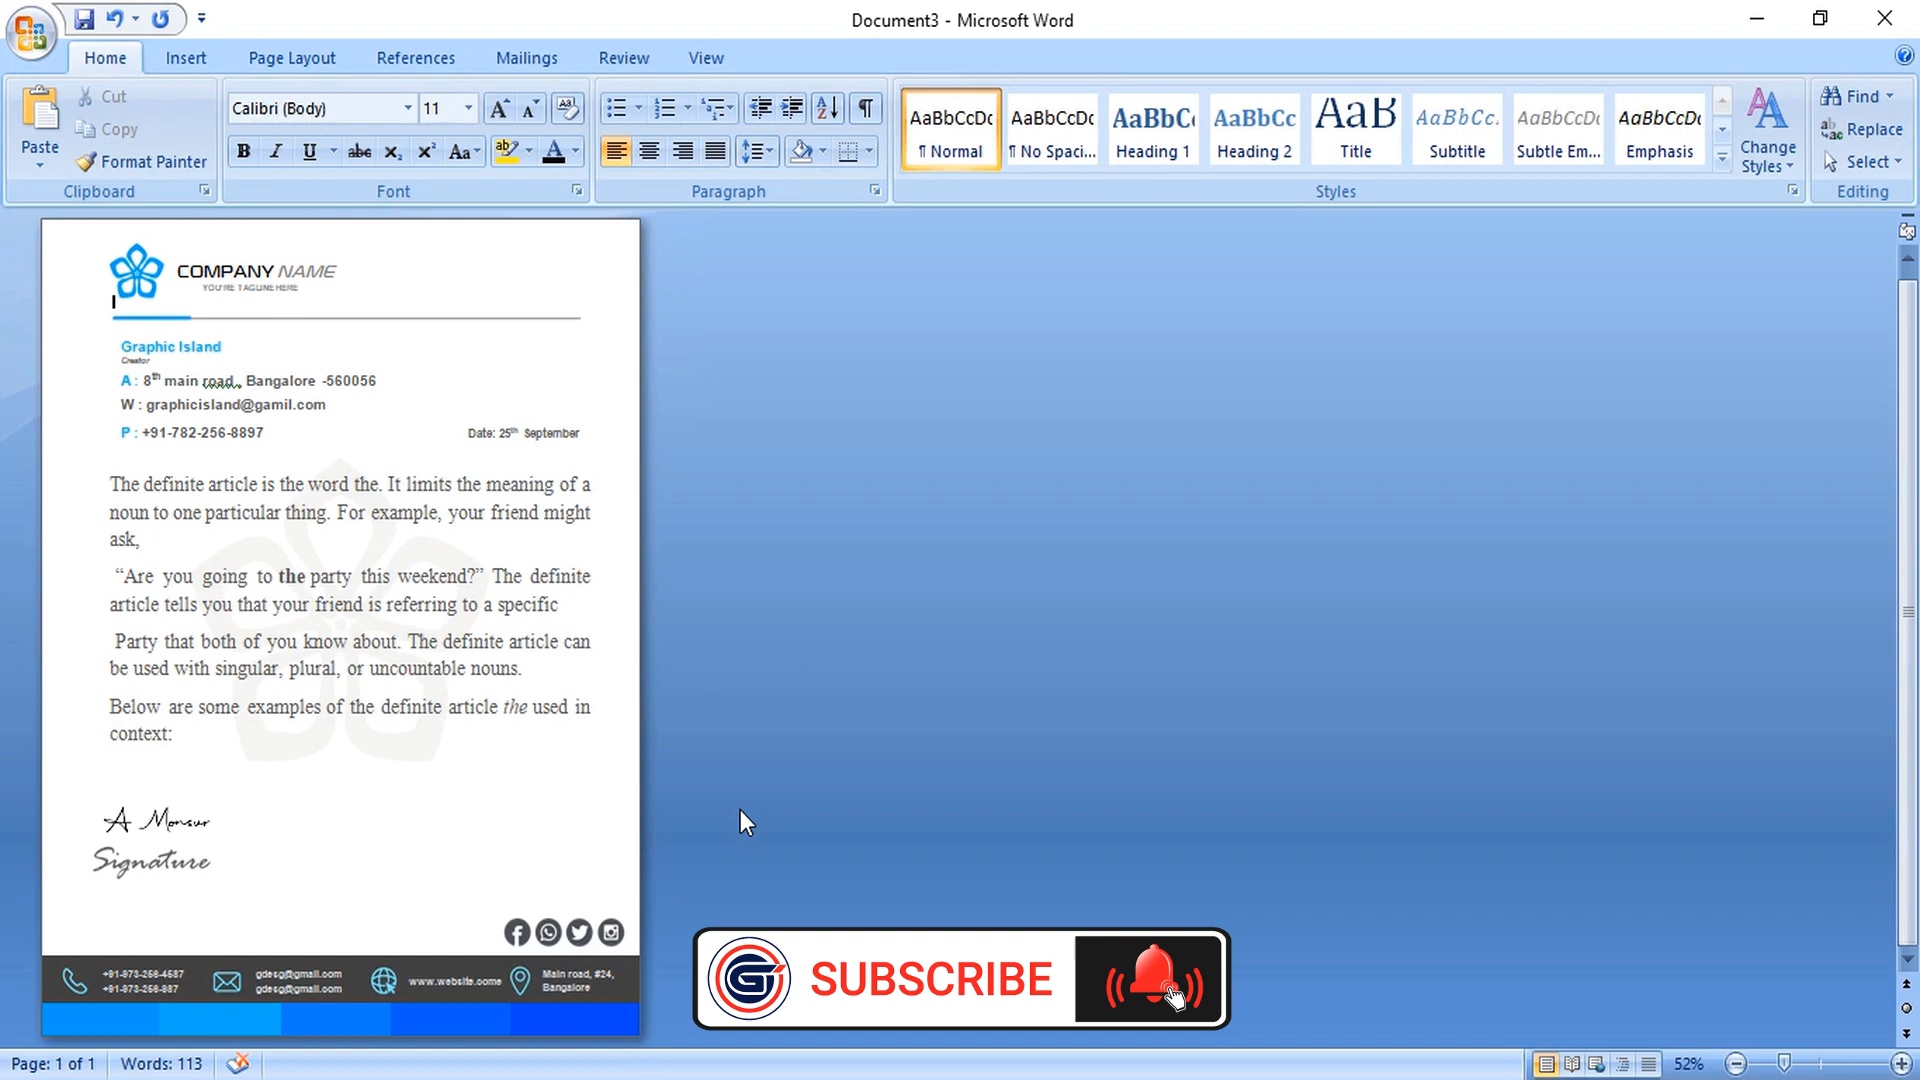 Document3 - Microsoft Word
Home Insert Page Layout References Mailings Review View
Paste
Cut
Copy
Format Painter
Clipboard
Calibri (Body) 11
Font
Paragraph
AaBbCcDc AaBbCcDc AaBbC AaBbCc AaB AaBbCc. AaBbCcDc AaBbCcDc
¶ Normal ¶ No Spaci... Heading 1 Heading 2 Title Subtitle Subtle Em... Emphasis
Change
Styles
Styles
Find
Replace
Select
Editing
COMPANY NAME
YOU'RE TAGLINE HERE
Graphic Island
Creator
A : 8th main road , Bangalore -560056
W : graphicisland@gamil.com
P : +91-782-256-8897
Date: 25th September
The definite article is the word the. It limits the meaning of a
noun to one particular thing. For example, your friend might
ask,
“Are you going to the party this weekend?” The definite
article tells you that your friend is referring to a specific
Party that both of you know about. The definite article can
be used with singular, plural, or uncountable nouns.
Below are some examples of the definite article the used in
context:
A Monsur
Signature
+91-973-256-4587
+91-973-256-987
gdesg@gmail.com
gdesg@gmail.com
www.website.come
Main road, #24,
Bangalore
SUBSCRIBE
Page: 1 of 1 Words: 113
52%